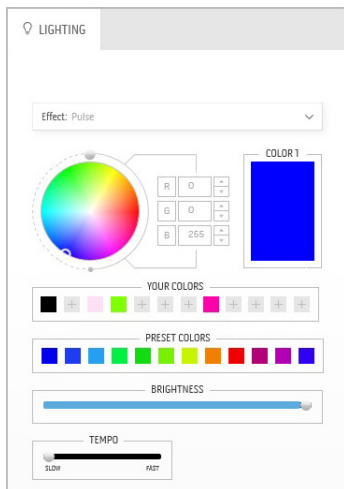 LIGHTING
Effect: Pulse
COLOR 1
R 0
G 0
B 255
YOUR COLORS
PRESET COLORS
BRIGHTNESS
TEMPO
SLOW FAST